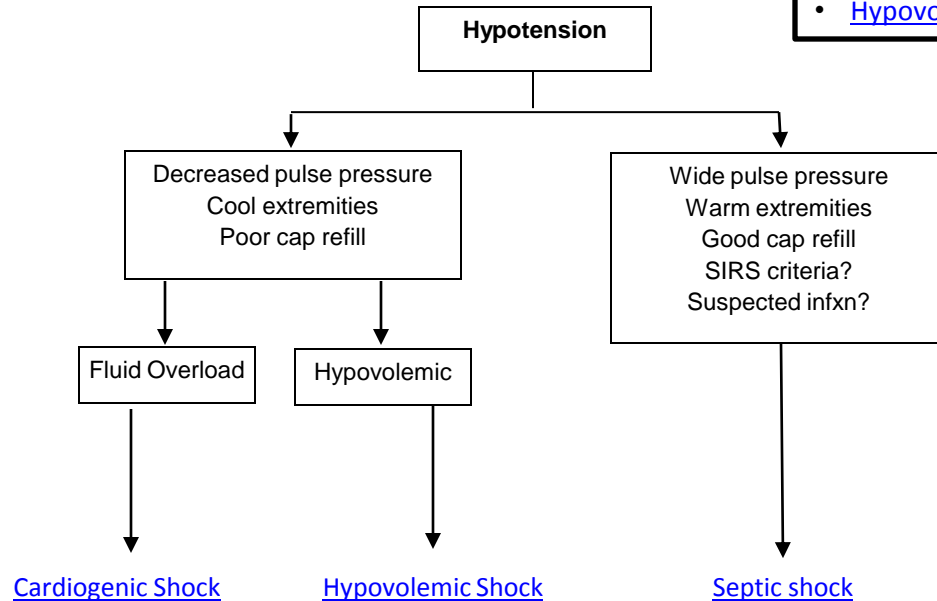 • Hypovo
Hypotension
Decreased pulse pressure
Cool extremities
Poor cap refill
Wide pulse pressure
Warm extremities
Good cap refill
SIRS criteria?
Suspected infxn?
Fluid Overload
Hypovolemic
Cardiogenic Shock
Hypovolemic Shock
Septic shock